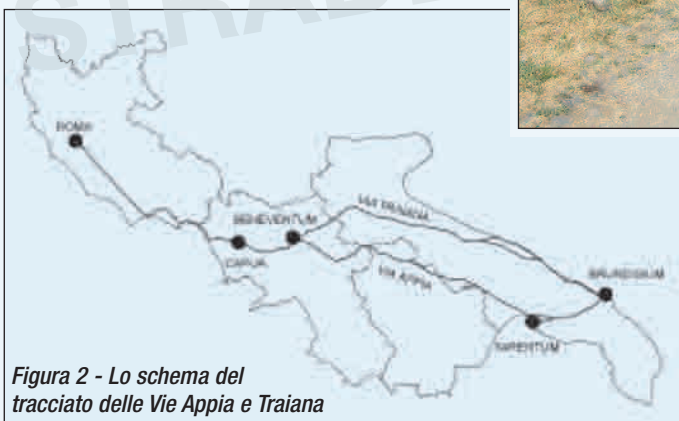 STRADE
ROMA
VIA TRAIANA
BENEVENTUM
CAPUA
VIA APPIA
BRUNDISIUM
TARENTUM
Figura 2 - Lo schema del
tracciato delle Vie Appia e Traiana